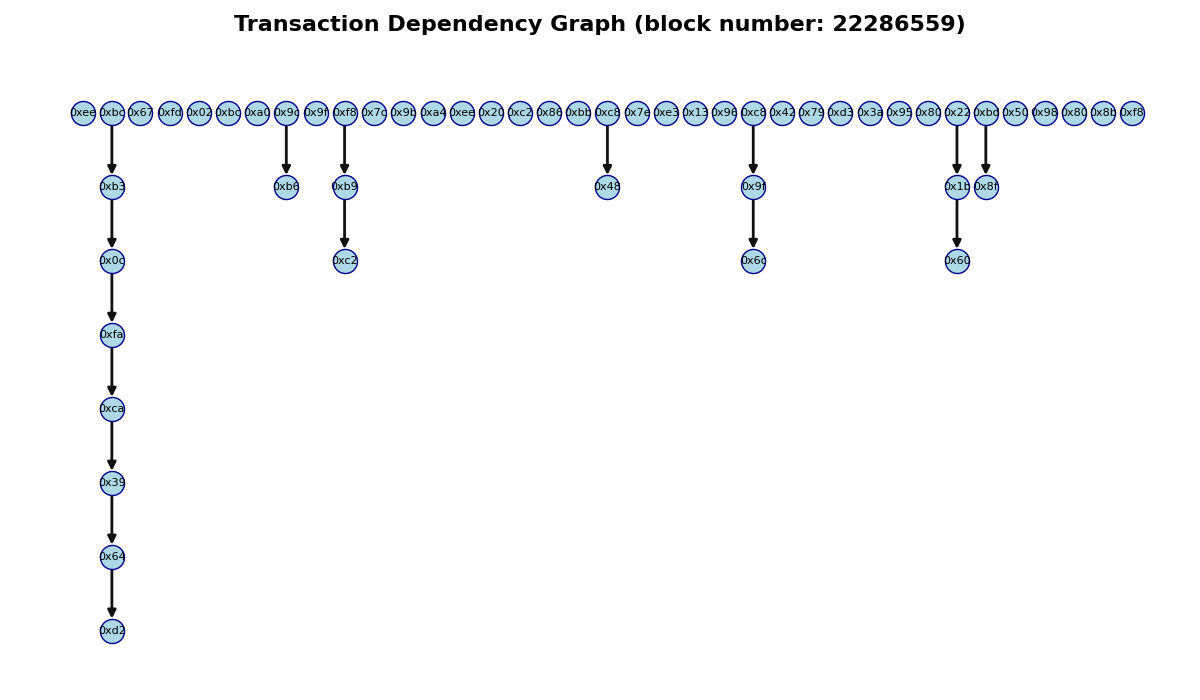 Transaction Dependency Graph (block number: 22286559)
0xee 0xbc 0x67 0xfd 0x02 0xbc 0xa0 0x9c 0x9f 0xf8 0x7c 0x9b 0xa4 0xee 0x20 0xc2 0x86 0xbb 0xc8 0x7e 0xe3 0x13 0x96 0xc8 0x42 0x79 0xd3 0x3a 0x95 0x80 0x22 0xbd 0x50 0x98 0x80 0x8b 0xf8
0xb3 0xb6 0xb9 0x48 0x9f 0x1b 0x8f
0x0c 0xc2 0x6c 0x60
0xfa
0xca
0x39
0x64
0xd2